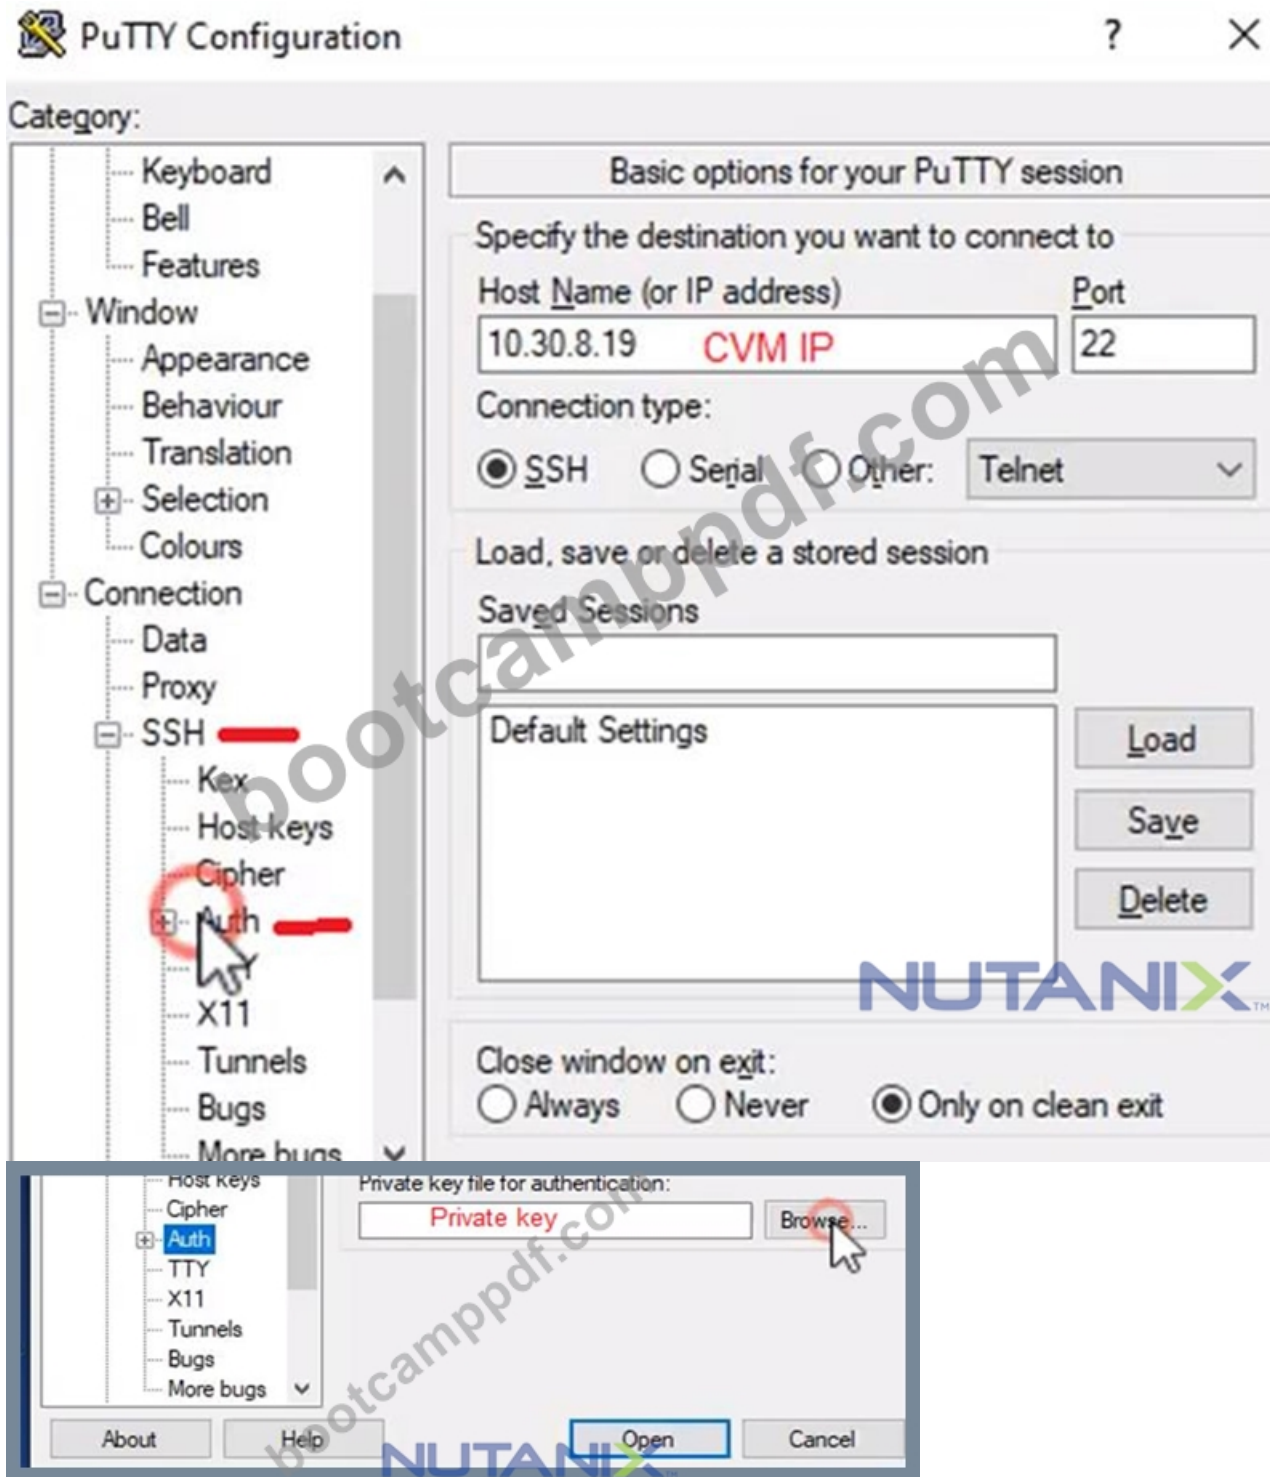 PuTTY Configuration
?
Category:
Keyboard
Bell
Features
Window
Appearance
Behaviour
Translation
Selection
Colours
Connection
Data
Proxy
SSH
Kex
Host keys
Cipher
Auth
X11
Tunnels
Bugs
More bugs
Basic options for your PuTTY session
Specify the destination you want to connect to
Host Name (or IP address)
Port
10.30.8.19 CVM IP
22
Connection type:
SSH Serial Other: Telnet
Load, save or delete a stored session
Saved Sessions
Default Settings
Load
Save
Delete
NUTANIX™
Close window on exit:
Always Never Only on clean exit
bootcamppdf.com
Host Keys
Cipher
Auth
TTY
X11
Tunnels
Bugs
More bugs
Private key file for authentication:
Private key
Browse...
About Help Open Cancel
bootcamppdf.com
NUTANIX™